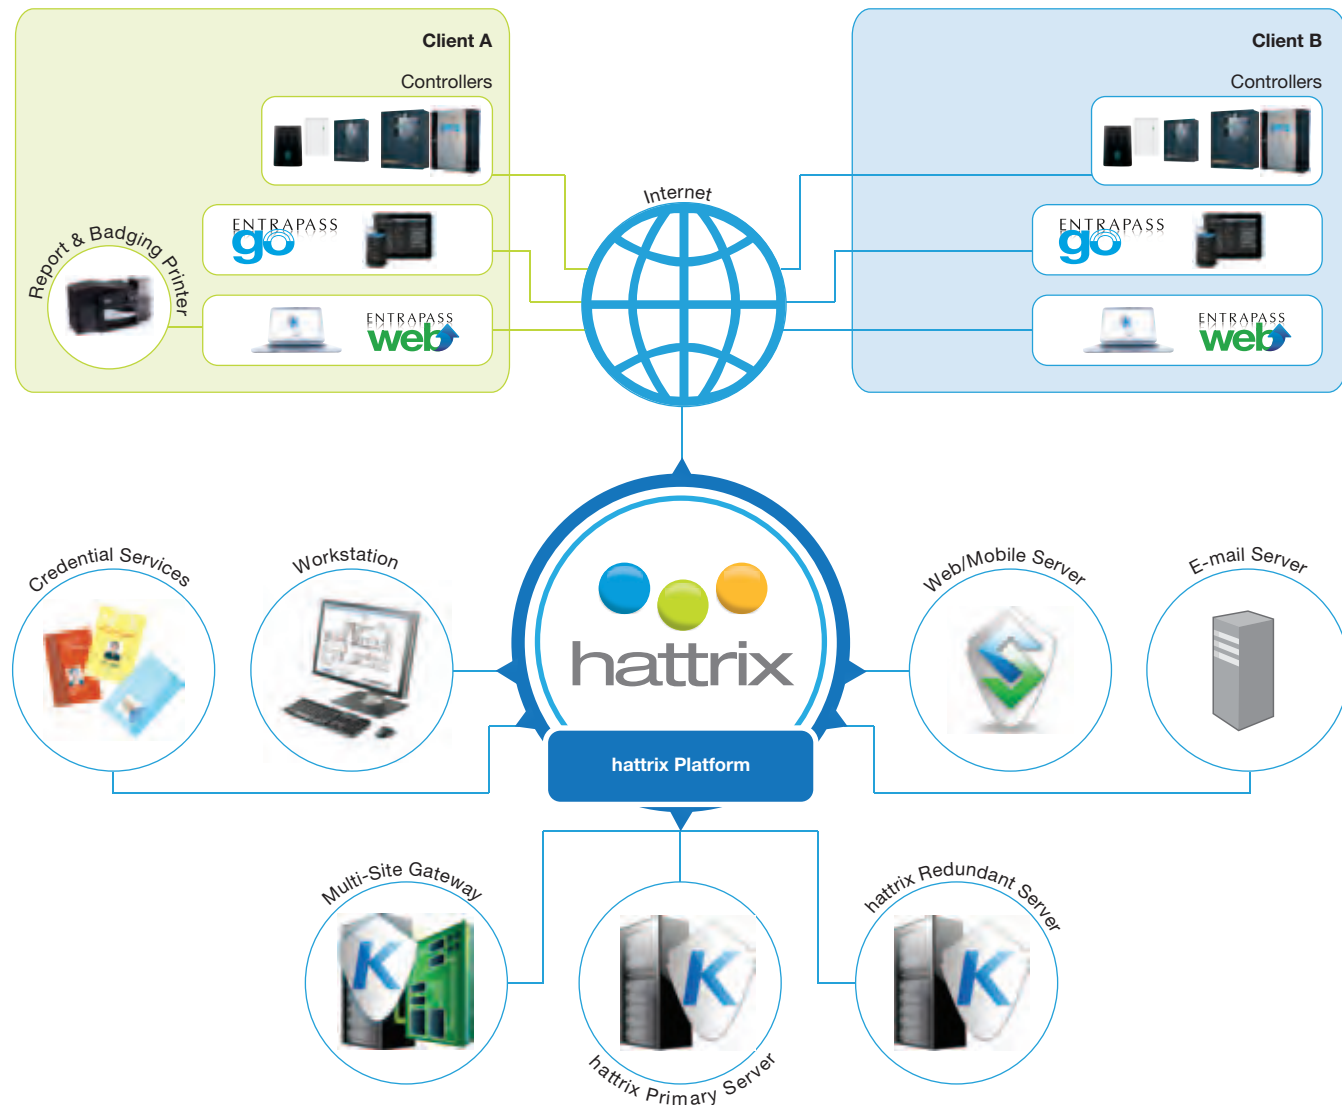 Client A
Controllers
ENTRAPASS
go
Report & Badging Printer
ENTRAPASS
web
Internet
Client B
Controllers
ENTRAPASS
go
ENTRAPASS
web
Credential Services
Workstation
hattrix
hattrix Platform
Web/Mobile Server
E-mail Server
Multi-Site Gateway
K
hattrix Primary Server
K
hattrix Redundant Server
K